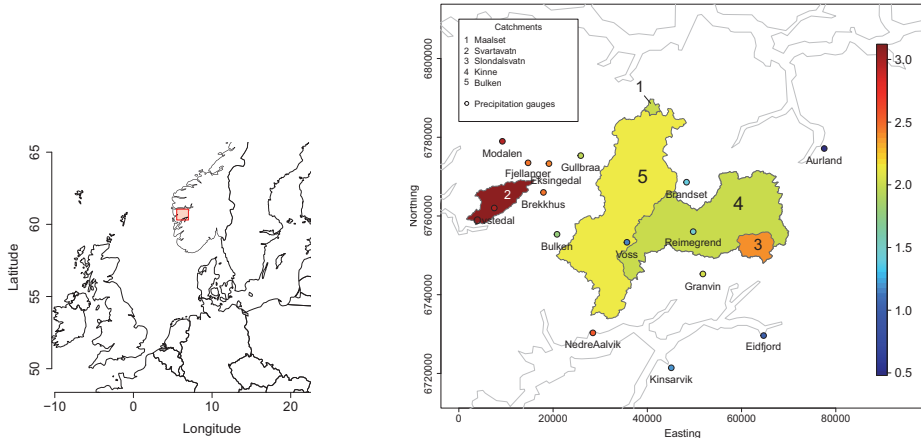 65
60
55
50
Latitude
−10
0
10
20
Longitude
Catchments
1 Maalset
2 Svartavatn
3 Slondalsvatn
4 Kinne
5 Bulken
Precipitation gauges
6800000
6780000
6760000
6740000
6720000
Northing
1
Modalen
Fjellanger
Gullbraa
Eksingedal
Brekkhus
2
Oystedal
5
Blandset
4
Aurland
Bulken
Voss
Reimegrend
3
Granvin
NedreAalvik
Eidfjord
Kinsarvik
0
20000
40000
60000
80000
Easting
3.0
2.5
2.0
1.5
1.0
0.5